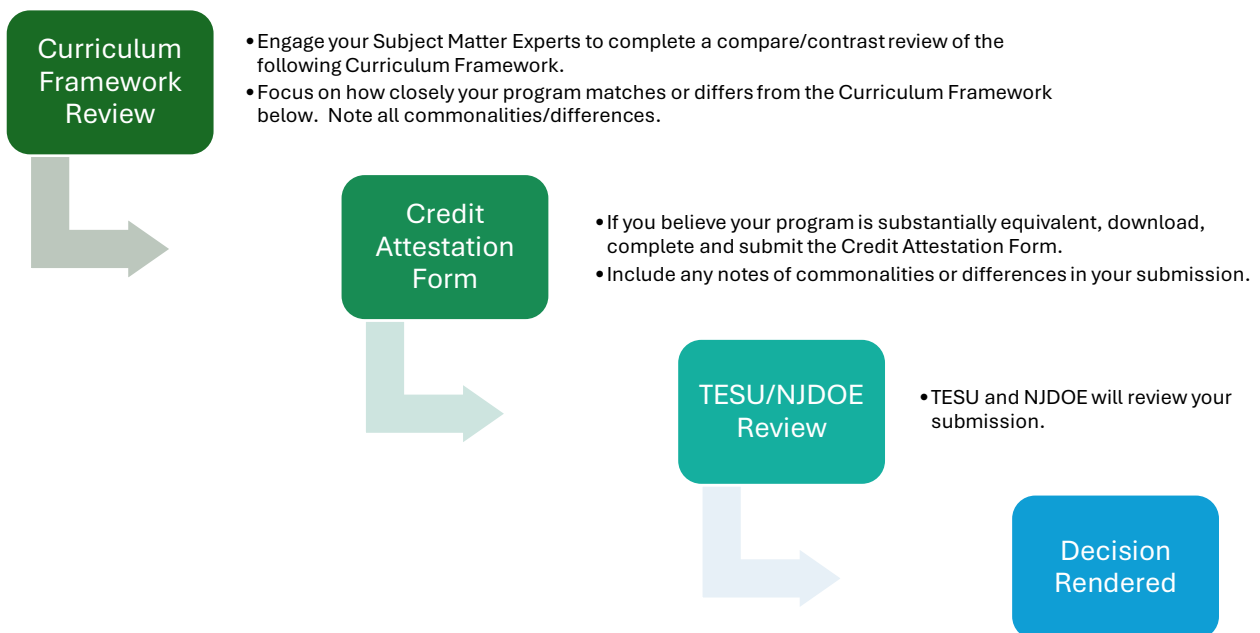 Curriculum
Framework
Review
•Engage your Subject Matter Experts to complete a compare/contrast review of the
following Curriculum Framework.
•Focus on how closely your program matches or differs from the Curriculum Framework
below.  Note all commonalities/differences.
Credit
Attestation
Form
•If you believe your program is substantially equivalent, download,
complete and submit the Credit Attestation Form.
•Include any notes of commonalities or differences in your submission.
TESU/NJDOE
Review
•TESU and NJDOE will review your
submission.
Decision
Rendered